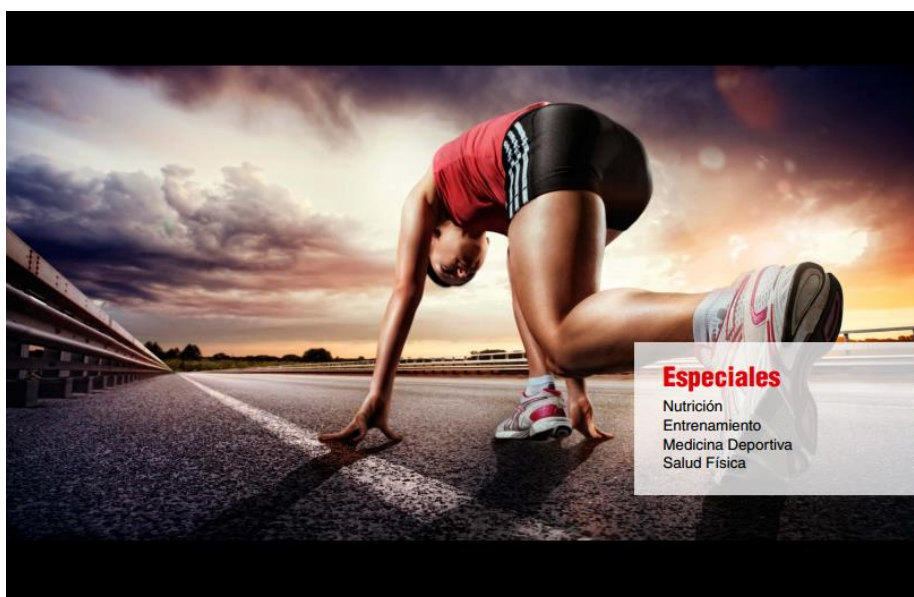 Especiales
Nutrición
Entrenamiento
Medicina Deportiva
Salud Física